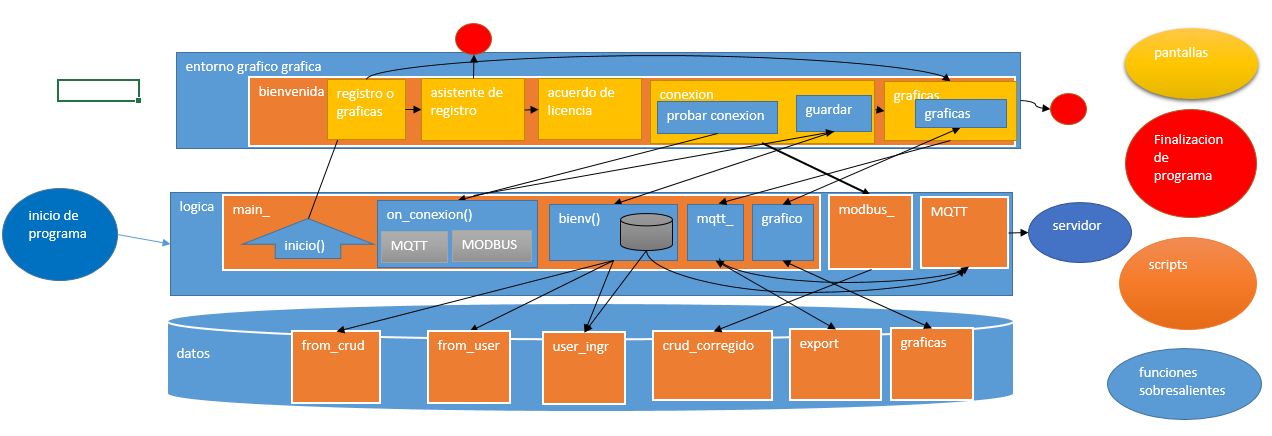 entorno grafico grafica
bienvenida
registro o
graficas
asistente de
registro
acuerdo de
licencia
conexion
probar conexion
guardar
graficas
graficas
pantallas
Finalizacion
de
programa
inicio de
programa
logica
main_
inicio()
on_conexion()
MQTT
MODBUS
bienv()
mqtt_
grafico
modbus_
MQTT
servidor
scripts
datos
from_crud
from_user
user_ingr
crud_corregido
export
graficas
funciones
sobresalientes